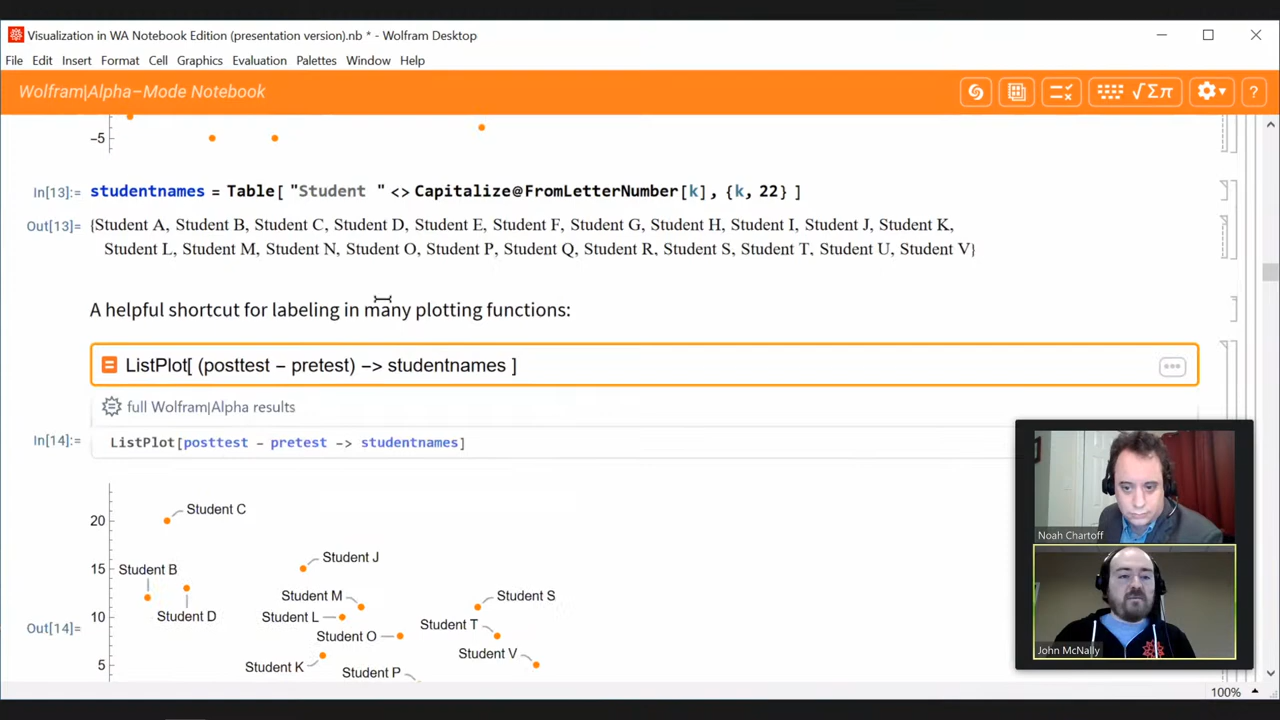 Visualization in WA Notebook Edition (presentation version).nb * - Wolfram Desktop
File Edit Insert Format Cell Graphics Evaluation Palettes Window Help
Wolfram|Alpha-Mode Notebook
√Σπ
?
-5
In[13]:= studentnames = Table[ "Student " <> Capitalize@FromLetterNumber[k], {k, 22} ]
Out[13]= {Student A, Student B, Student C, Student D, Student E, Student F, Student G, Student H, Student I, Student J, Student K,
Student L, Student M, Student N, Student O, Student P, Student Q, Student R, Student S, Student T, Student U, Student V}
A helpful shortcut for labeling in many plotting functions:
ListPlot[ (posttest − pretest) −> studentnames ]
full Wolfram|Alpha results
In[14]:= ListPlot[posttest - pretest -> studentnames]
Student C
20
Student J
15
Student B
Student M
Student S
10
Student D
Student L
Student T
Out[14]=
Student O
Student V
5
Student K
Student P
Noah Chartoff
John McNally
100%